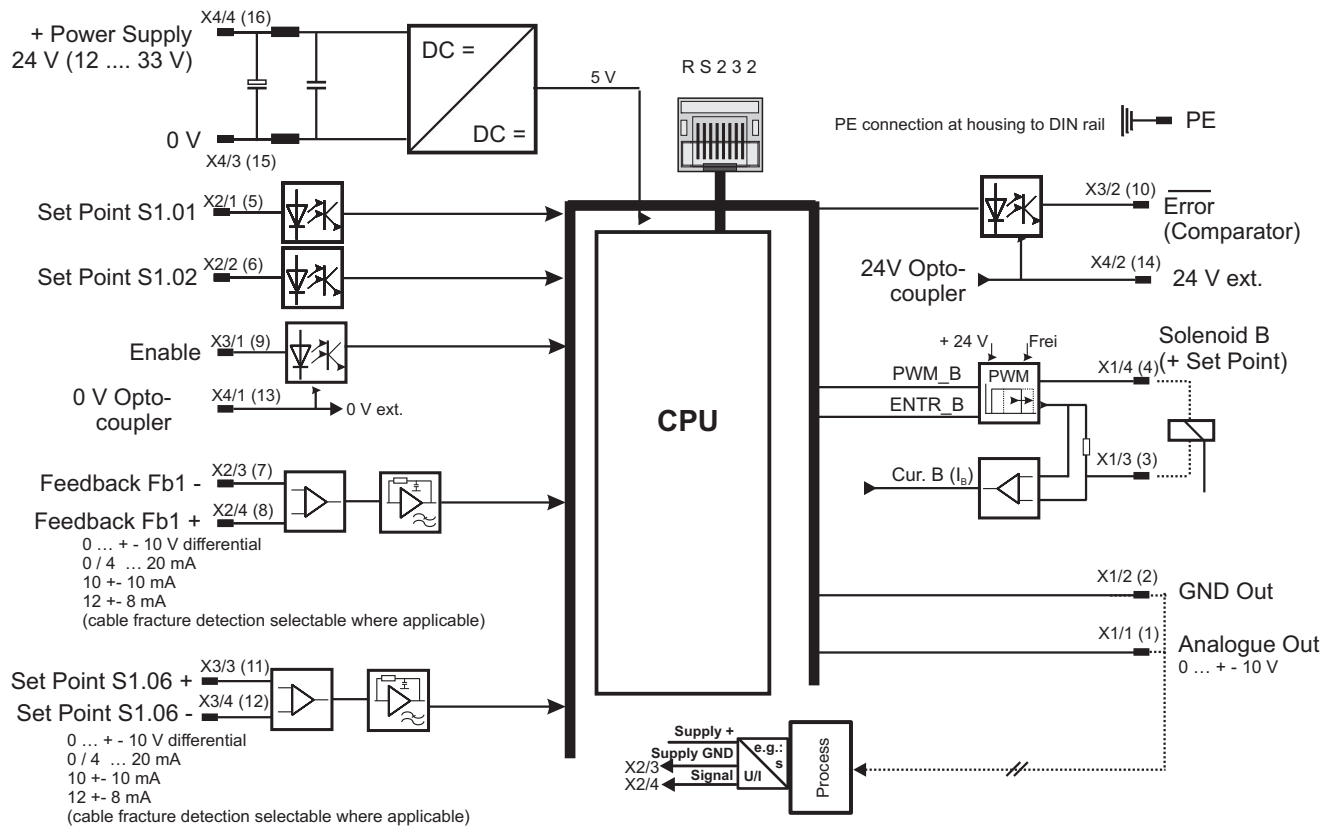 X4/4 (16)
+ Power Supply
24 V (12 .... 33 V)
0 V
X4/3 (15)
DC =
DC =
5 V
R S 2 3 2
PE connection at housing to DIN rail
PE
X2/1 (5)
Set Point S1.01
X2/2 (6)
Set Point S1.02
X3/1 (9)
Enable
X4/1 (13)
0 V Opto-
coupler
0 V ext.
X2/3 (7)
Feedback Fb1 -
X2/4 (8)
Feedback Fb1 +
0 ... + - 10 V differential
0 / 4 ... 20 mA
10 +- 10 mA
12 +- 8 mA
(cable fracture detection selectable where applicable)
X3/3 (11)
Set Point S1.06 +
X3/4 (12)
Set Point S1.06 -
0 ... + - 10 V differential
0 / 4 ... 20 mA
10 +- 10 mA
12 +- 8 mA
(cable fracture detection selectable where applicable)
CPU
X3/2 (10)
Error
(Comparator)
24V Opto-
coupler
X4/2 (14)
24 V ext.
Solenoid B
(+ Set Point)
+ 24 V
Frei
X1/4 (4)
PWM_B
PWM
ENTR_B
X1/3 (3)
Cur. B (I_B)
X1/2 (2)
GND Out
X1/1 (1)
Analogue Out
0 ... + - 10 V
Supply +
Supply GND
X2/3
Signal
X2/4
e.g.:
s
U/I
Process